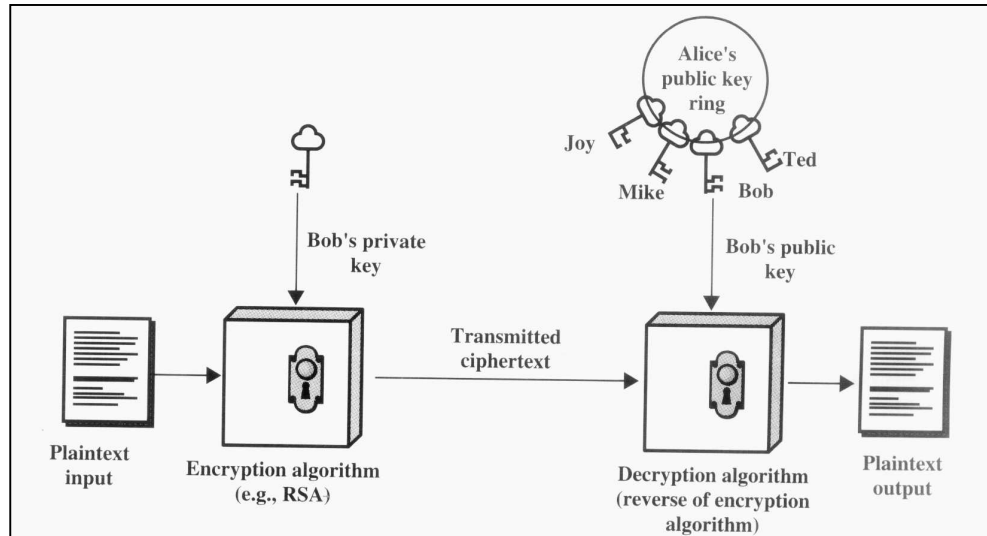 Alice's
public key
ring
Joy
Mike
Bob
Ted
Bob's private
key
Bob's public
key
Transmitted
ciphertext
Plaintext
input
Encryption algorithm
(e.g., RSA)
Decryption algorithm
(reverse of encryption
algorithm)
Plaintext
output